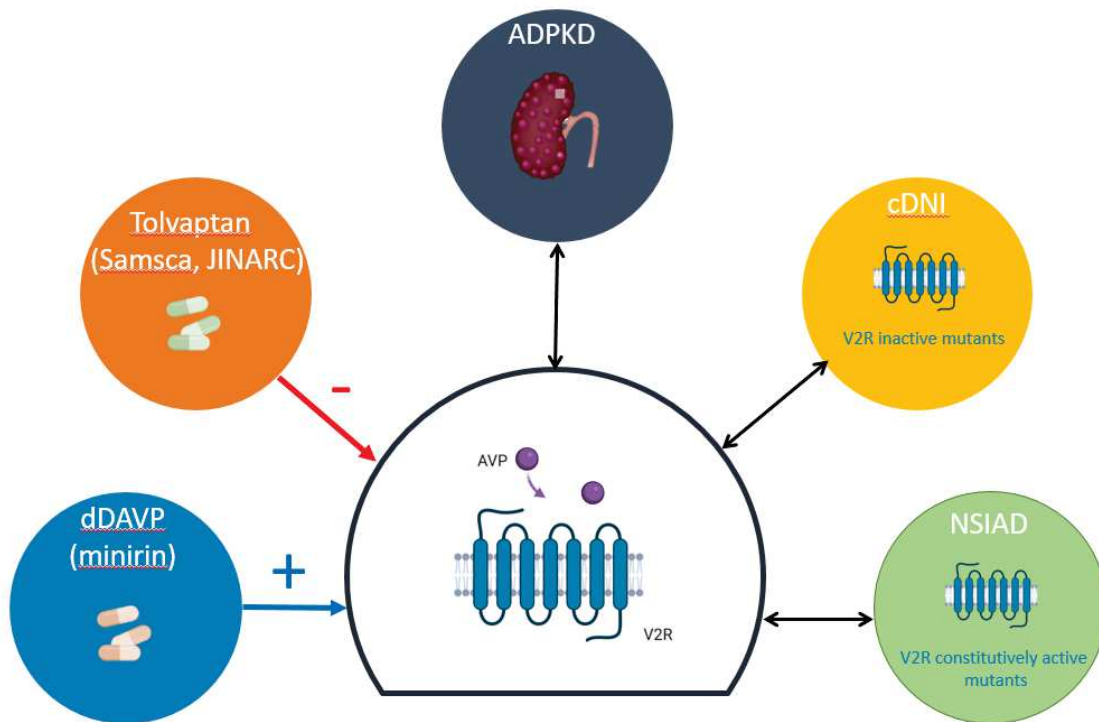 ADPKD
Tolvaptan
(Samsca, JINARC)
-
cDNI
V2R inactive mutants
AVP
V2R
dDAVP
(minirin)
+
NSIAD
V2R constitutively active
mutants